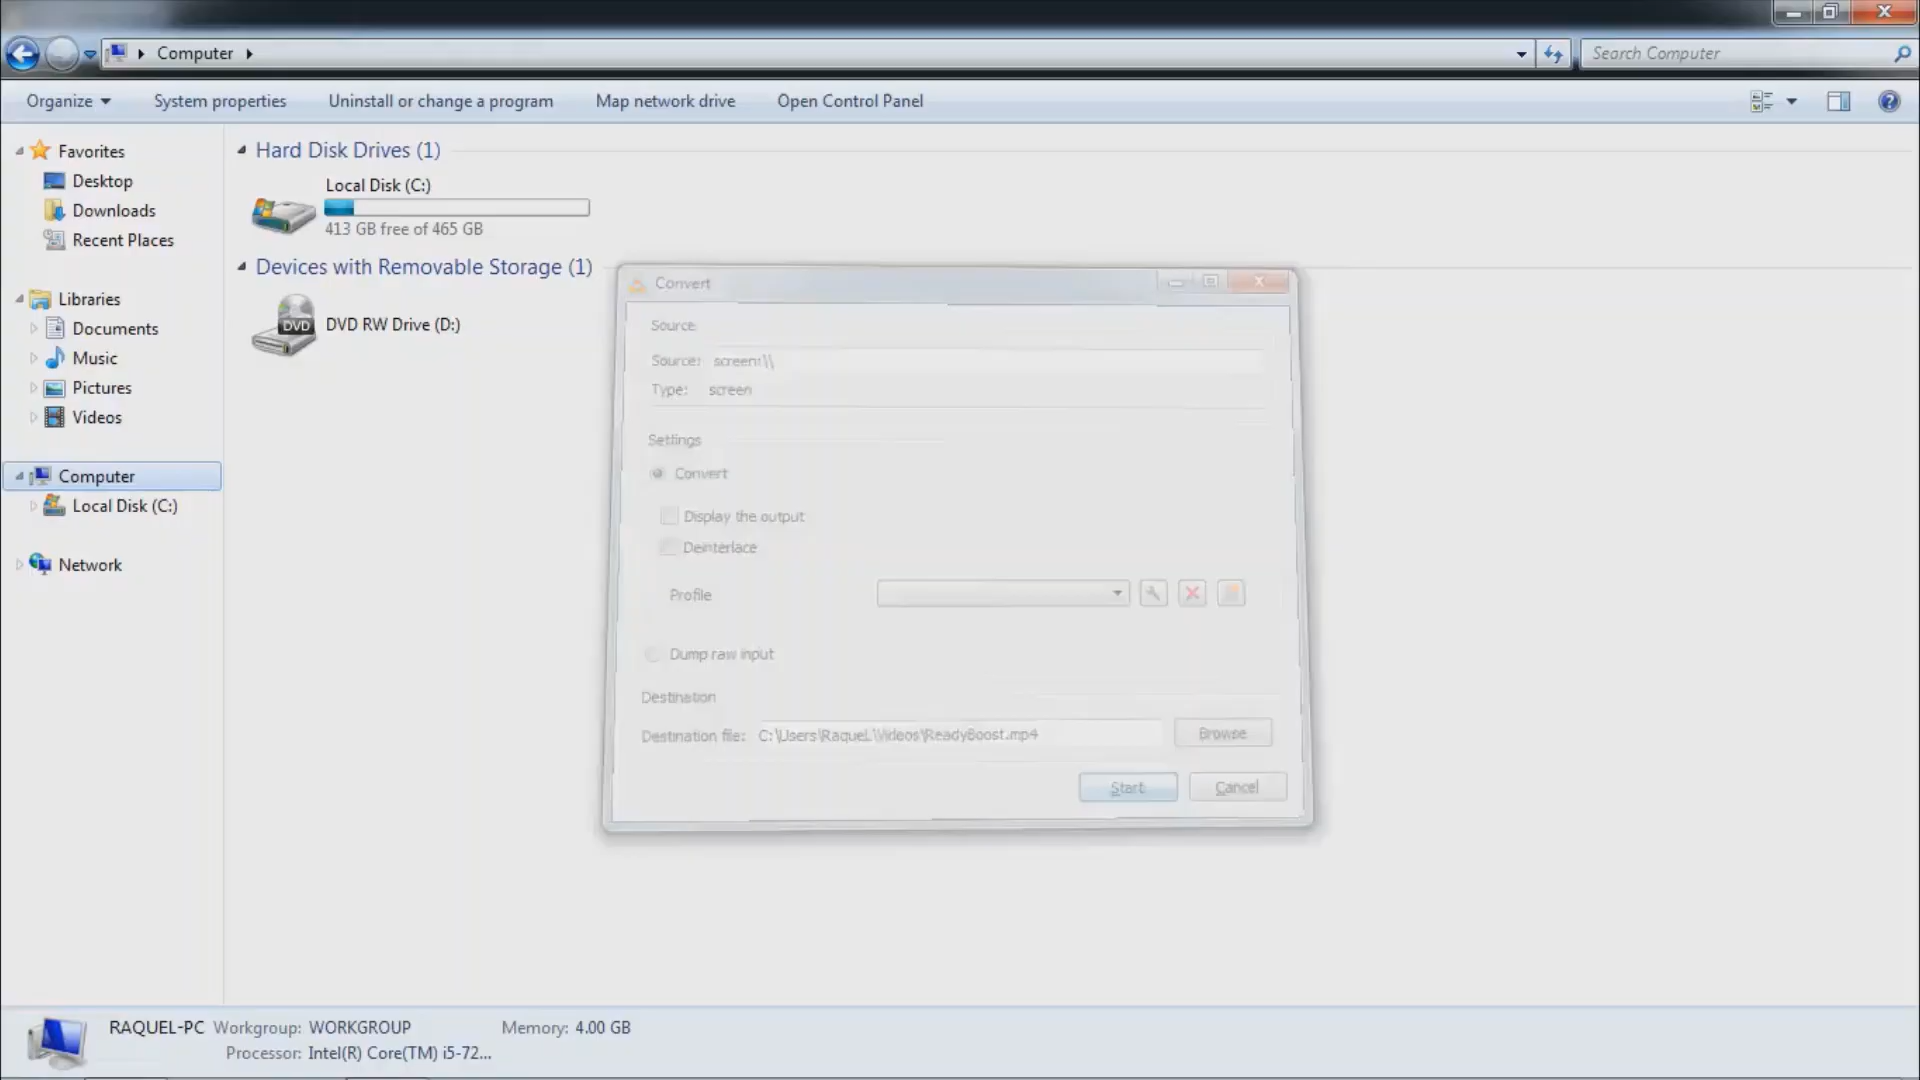 Computer
Search Computer
Organize
System properties
Uninstall or change a program
Map network drive
Open Control Panel
Favorites
Desktop
Downloads
Recent Places
Libraries
Documents
Music
Pictures
Videos
Computer
Local Disk (C:)
Network
Hard Disk Drives (1)
Local Disk (C:)
413 GB free of 465 GB
Devices with Removable Storage (1)
DVD
DVD RW Drive (D:)
Convert
Source
Source: screen:\\
Type: screen
Settings
Convert
Display the output
Deinterlace
Profile
Dump raw input
Destination
Destination file: C:\Users\RaqueL\Videos\ReadyBoost.mp4
Browse
Start
Cancel
RAQUEL-PC Workgroup: WORKGROUP Memory: 4.00 GB
Processor: Intel(R) Core(TM) i5-72...